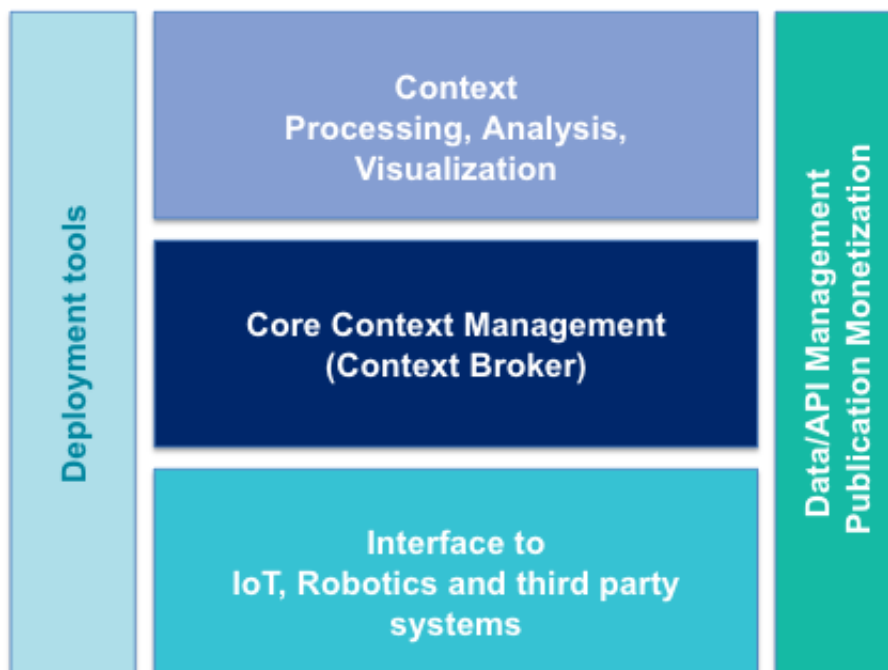 Deployment tools
Context
Processing, Analysis,
Visualization
Core Context Management
(Context Broker)
Interface to
IoT, Robotics and third party
systems
Data/API Management
Publication Monetization